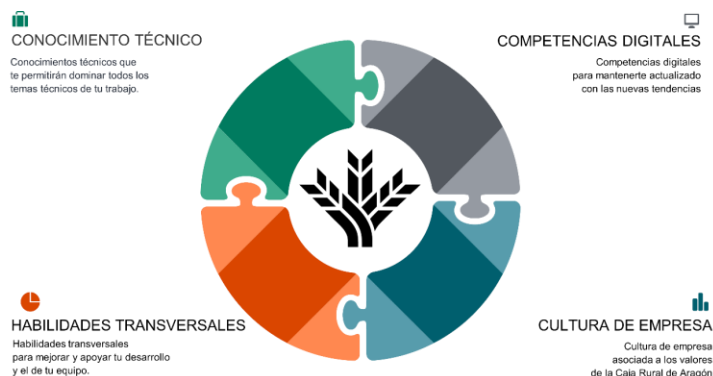 CONOCIMIENTO TÉCNICO
Conocimientos técnicos que
te permitirán dominar todos los
temas técnicos de tu trabajo.
COMPETENCIAS DIGITALES
Competencias digitales
para mantenerte actualizado
con las nuevas tendencias
HABILIDADES TRANSVERSALES
Habilidades transversales
para mejorar y apoyar tu desarrollo
y el de tu equipo.
CULTURA DE EMPRESA
Cultura de empresa
asociada a los valores
de la Caja Rural de Aragón